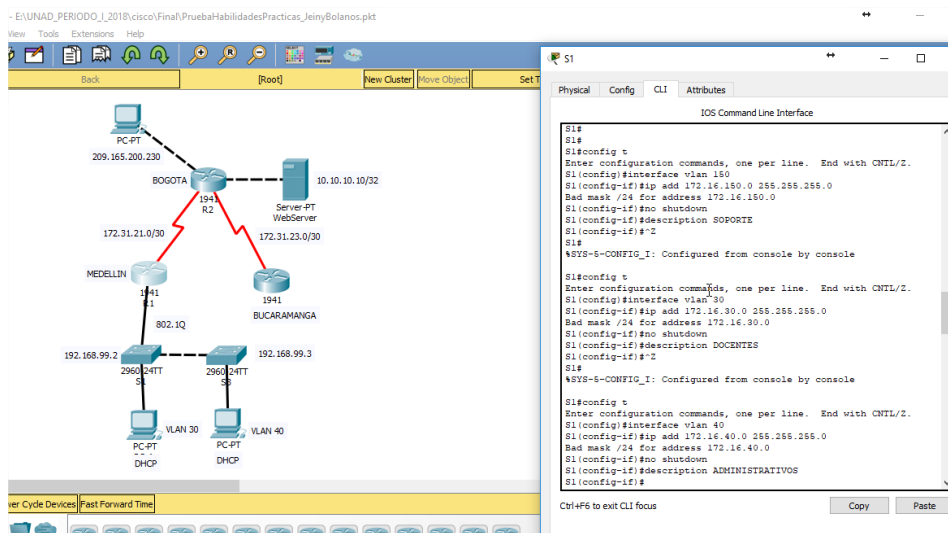 - E:\UNAD_PERIODO_I_2018\cisco\Final\PruebaHabilidadesPracticas_JeinyBolanos.pkt
View Tools Extensions Help
Back
[Root]
New Cluster
Move Object
Set T
PC-PT
209.165.200.230
BOGOTA
1941
R2
10.10.10.10/32
Server-PT
WebServer
172.31.21.0/30
172.31.23.0/30
MEDELLIN
1941
R1
1941
BUCARAMANGA
802.1Q
192.168.99.2
2960-24TT
S1
192.168.99.3
2960-24TT
S3
VLAN 30
PC-PT
DHCP
VLAN 40
PC-PT
DHCP
wer Cycle Devices
Fast Forward Time
S1
Physical Config CLI Attributes
IOS Command Line Interface
S1#
S1#
S1#config t
Enter configuration commands, one per line. End with CNTL/Z.
S1(config)#interface vlan 150
S1(config-if)#ip add 172.16.150.0 255.255.255.0
Bad mask /24 for address 172.16.150.0
S1(config-if)#no shutdown
S1(config-if)#description SOPORTE
S1(config-if)#^Z
S1#
%SYS-5-CONFIG_I: Configured from console by console
S1#config t
Enter configuration commands, one per line. End with CNTL/Z.
S1(config)#interface vlan 30
S1(config-if)#ip add 172.16.30.0 255.255.255.0
Bad mask /24 for address 172.16.30.0
S1(config-if)#no shutdown
S1(config-if)#description DOCENTES
S1(config-if)#^Z
S1#
%SYS-5-CONFIG_I: Configured from console by console
S1#config t
Enter configuration commands, one per line. End with CNTL/Z.
S1(config)#interface vlan 40
S1(config-if)#ip add 172.16.40.0 255.255.255.0
Bad mask /24 for address 172.16.40.0
S1(config-if)#no shutdown
S1(config-if)#description ADMINISTRATIVOS
S1(config-if)#
Ctrl+F6 to exit CLI focus
Copy
Paste